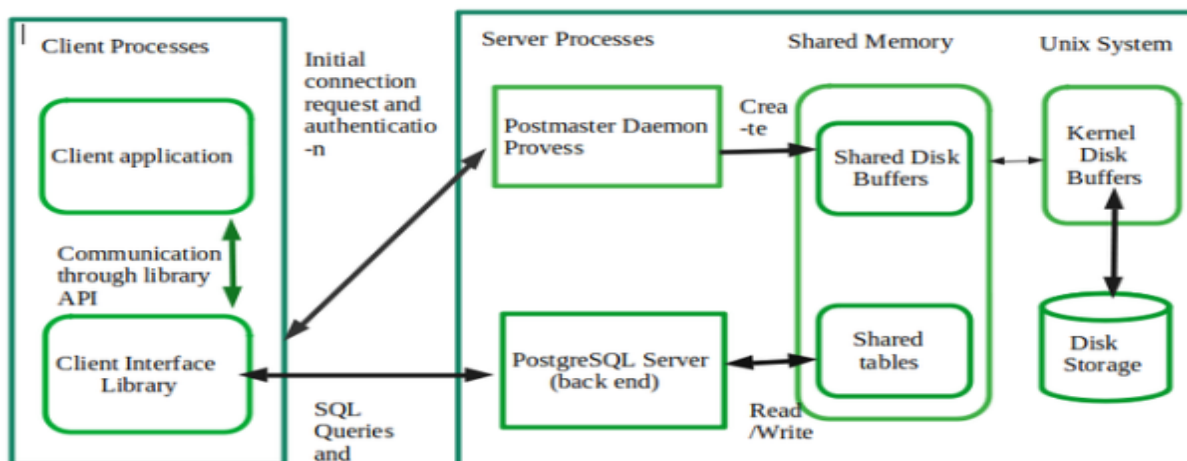 Client Processes
Client application
Communication
through library
API
Client Interface
Library
Initial
connection
request and
authenticatio
-n
SQL
Queries
and
Server Processes
Postmaster Daemon
Provess
PostgreSQL Server
(back end)
Crea
-te
Read
/Write
Shared Memory
Shared Disk
Buffers
Shared
tables
Unix System
Kernel
Disk
Buffers
Disk
Storage